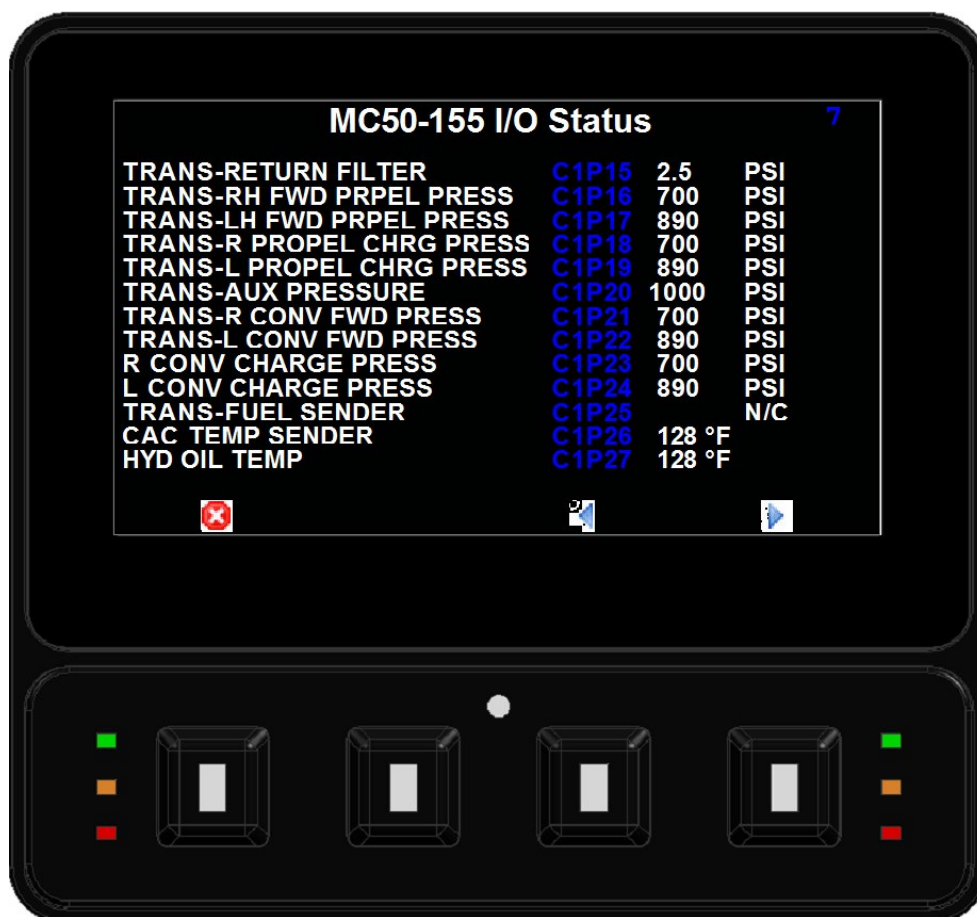 MC50-155 I/O Status 7
TRANS-RETURN FILTER C1P15 2.5 PSI
TRANS-RH FWD PRPEL PRESS C1P16 700 PSI
TRANS-LH FWD PRPEL PRESS C1P17 890 PSI
TRANS-R PROPEL CHRG PRESS C1P18 700 PSI
TRANS-L PROPEL CHRG PRESS C1P19 890 PSI
TRANS-AUX PRESSURE C1P20 1000 PSI
TRANS-R CONV FWD PRESS C1P21 700 PSI
TRANS-L CONV FWD PRESS C1P22 890 PSI
R CONV CHARGE PRESS C1P23 700 PSI
L CONV CHARGE PRESS C1P24 890 PSI
TRANS-FUEL SENDER C1P25 N/C
CAC TEMP SENDER C1P26 128 °F
HYD OIL TEMP C1P27 128 °F